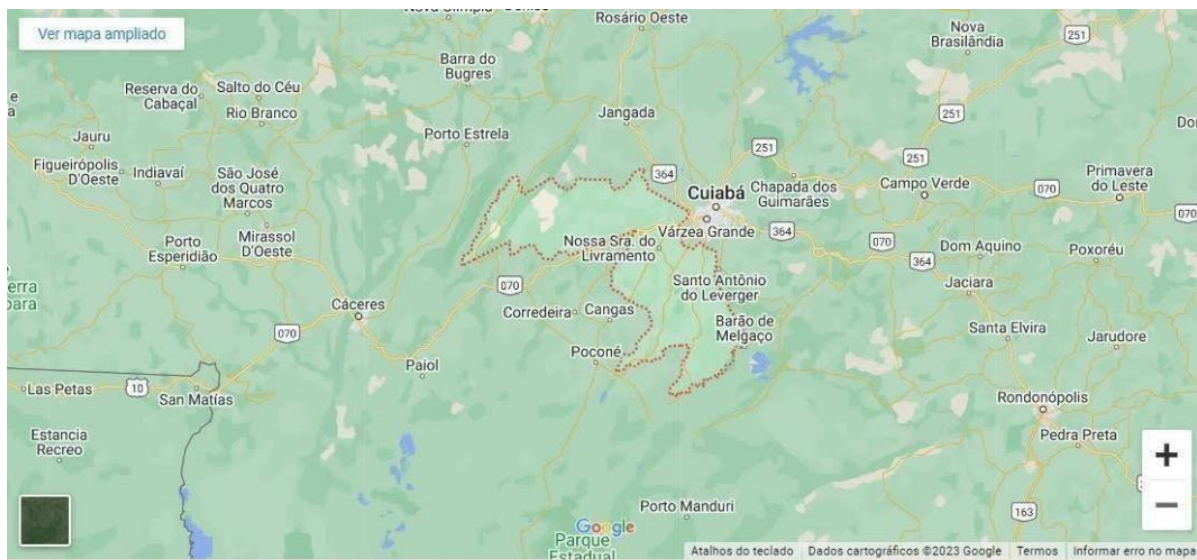 Ver mapa ampliado
Rosário Oeste
Nova
Brasilândia
251
Barra do
Bugres
Reserva do
Cabaçal
Salto do Céu
Rio Branco
Jangada
251
Porto Estrela
Jauru
Figueirópolis
D'Oeste
Indiavaí
São José
dos Quatro
Marcos
251
251
364
Cuiabá
Chapada dos
Guimarães
Campo Verde
070
Primavera
do Leste
070
Várzea Grande
364
070
Mirassol
D'Oeste
Porto
Esperidião
Nossa Sra. do
Livramento
Dom Aquino
Poxoréu
364
070
Santo Antônio
do Leverger
Jaciara
Cáceres
Corredeira
Cangas
070
Barão de
Melgaço
Santa Elvira
Jarudore
Poconé
Paiol
Las Petas
10
San Matías
Rondonópolis
Pedra Preta
Estancia
Recreo
Porto Manduri
163
Google
Parque
Estadual
+
−
Atalhos do teclado Dados cartográficos ©2023 Google Termos Informar erro no mapa